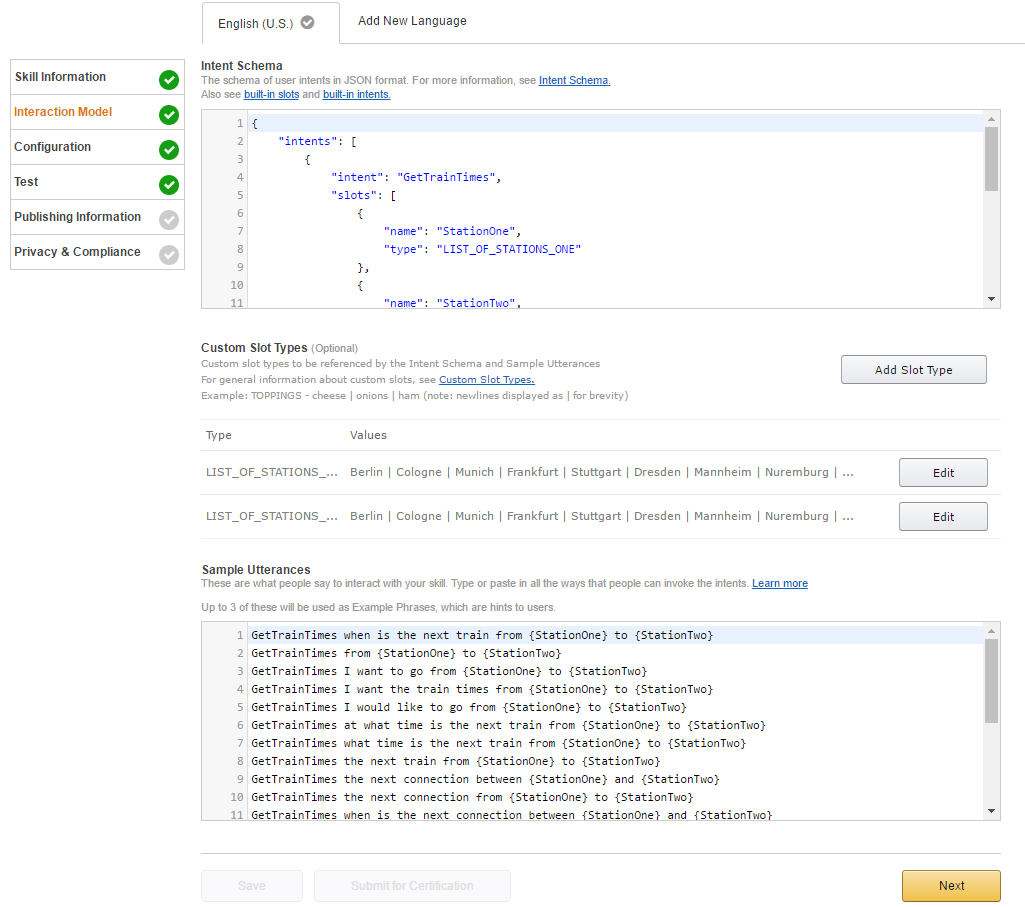 English (U.S.)
Add New Language
Skill Information
Interaction Model
Configuration
Test
Publishing Information
Privacy & Compliance
Intent Schema
The schema of user intents in JSON format. For more information, see Intent Schema.
Also see built-in slots and built-in intents.
1 {
2 "intents": [
3 {
4 "intent": "GetTrainTimes",
5 "slots": [
6 {
7 "name": "StationOne",
8 "type": "LIST_OF_STATIONS_ONE"
9 },
10 {
11 "name": "StationTwo",
Custom Slot Types (Optional)
Custom slot types to be referenced by the Intent Schema and Sample Utterances
For general information about custom slots, see Custom Slot Types.
Example: TOPPINGS - cheese | onions | ham (note: newlines displayed as | for brevity)
Add Slot Type
Type Values
LIST_OF_STATIONS_... Berlin | Cologne | Munich | Frankfurt | Stuttgart | Dresden | Mannheim | Nuremburg | ... Edit
LIST_OF_STATIONS_... Berlin | Cologne | Munich | Frankfurt | Stuttgart | Dresden | Mannheim | Nuremburg | ... Edit
Sample Utterances
These are what people say to interact with your skill. Type or paste in all the ways that people can invoke the intents. Learn more
Up to 3 of these will be used as Example Phrases, which are hints to users.
1 GetTrainTimes when is the next train from {StationOne} to {StationTwo}
2 GetTrainTimes from {StationOne} to {StationTwo}
3 GetTrainTimes I want to go from {StationOne} to {StationTwo}
4 GetTrainTimes I want the train times from {StationOne} to {StationTwo}
5 GetTrainTimes I would like to go from {StationOne} to {StationTwo}
6 GetTrainTimes at what time is the next train from {StationOne} to {StationTwo}
7 GetTrainTimes what time is the next train from {StationOne} to {StationTwo}
8 GetTrainTimes the next train from {StationOne} to {StationTwo}
9 GetTrainTimes the next connection between {StationOne} and {StationTwo}
10 GetTrainTimes the next connection from {StationOne} to {StationTwo}
11 GetTrainTimes when is the next connection between {StationOne} and {StationTwo}
Save
Submit for Certification
Next